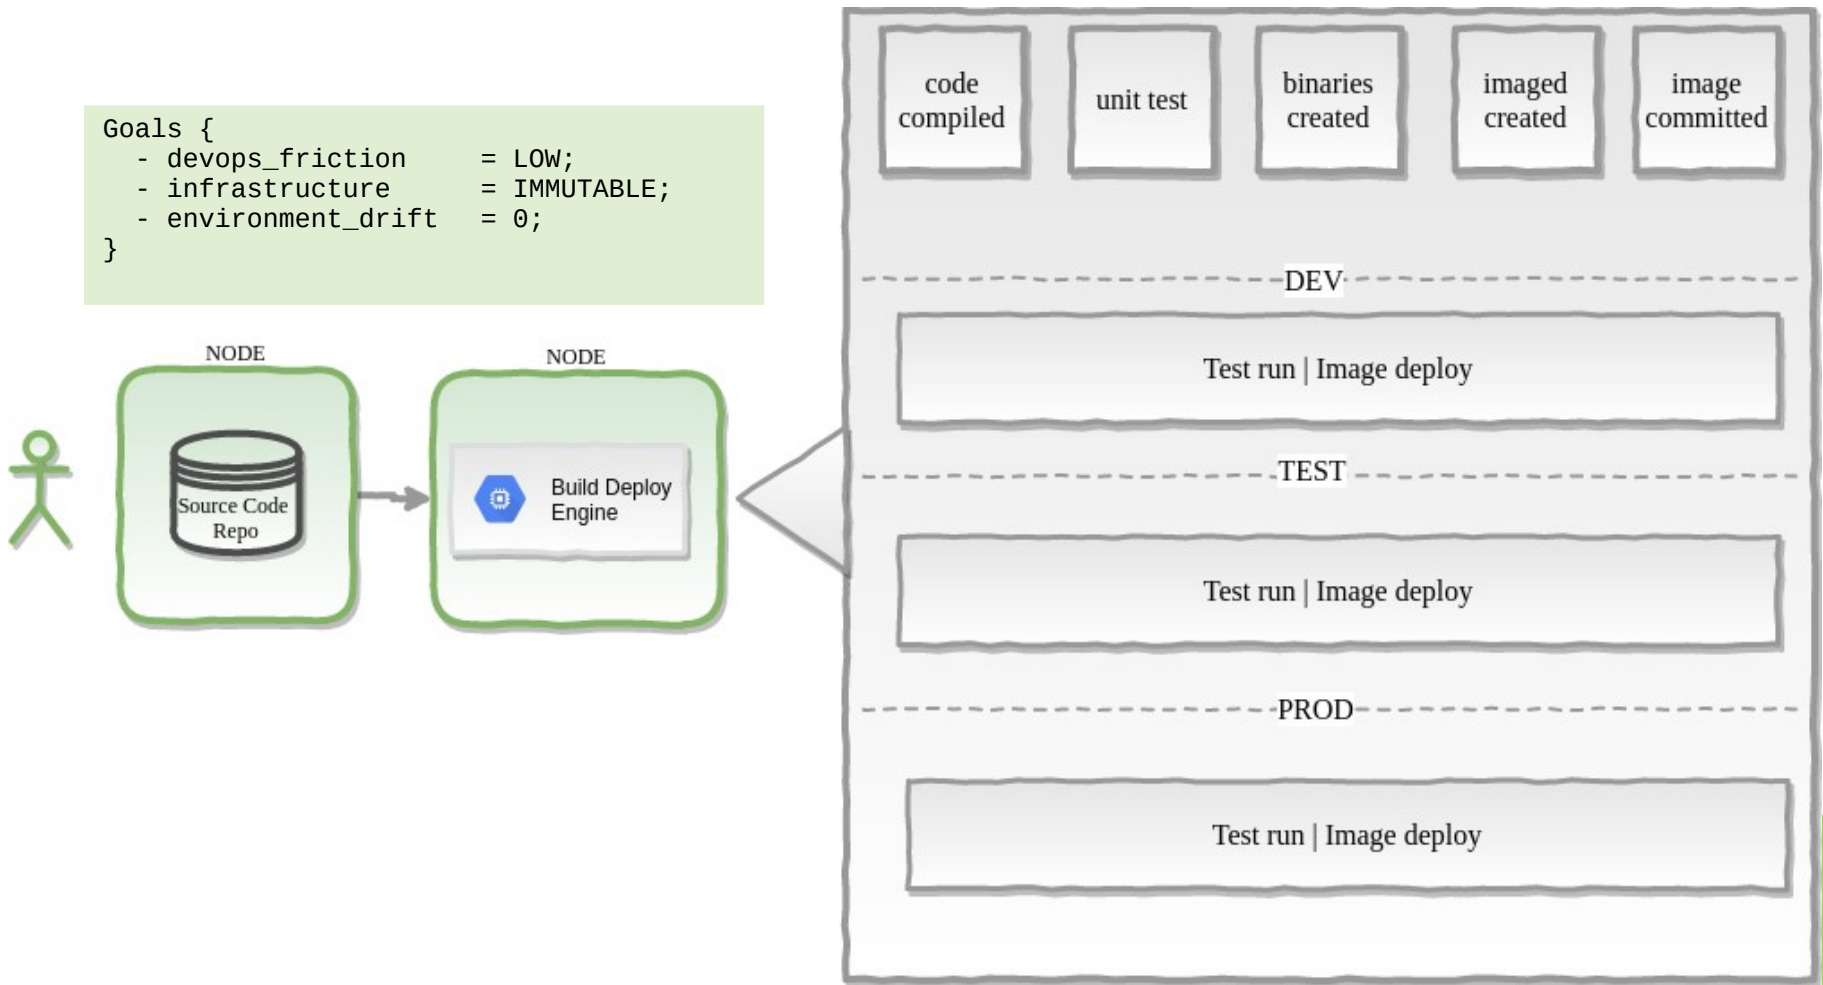 Goals {
- devops_friction = LOW;
- infrastructure = IMMUTABLE;
- environment_drift = 0;
}
NODE
Source Code
Repo
NODE
Build Deploy
Engine
code
compiled
unit test
binaries
created
imaged
created
image
committed
DEV
Test run | Image deploy
TEST
Test run | Image deploy
PROD
Test run | Image deploy